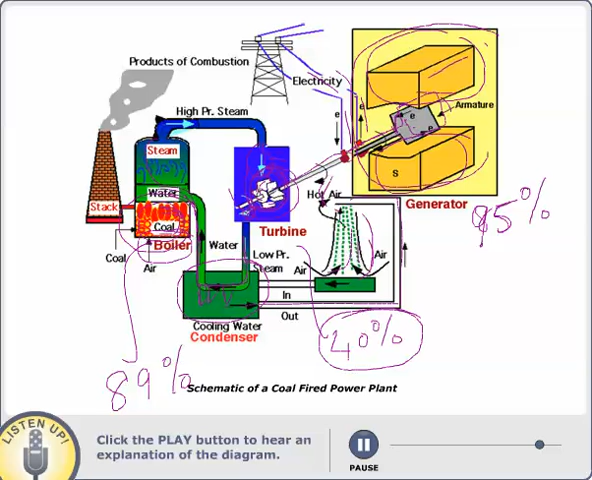 Products of Combustion
Electricity
High Pr. Steam
e
e
e
e
Armature
Steam
S
Hot Air
Generator
95%
Water
Stack
Coal
Boiler
Turbine
Coal
Air
Water
Low Pr.
Steam
Air
Air
In
Out
Cooling Water
Condenser
40%
89%
Schematic of a Coal Fired Power Plant
LISTEN UP!
Click the PLAY button to hear an
explanation of the diagram.
PAUSE